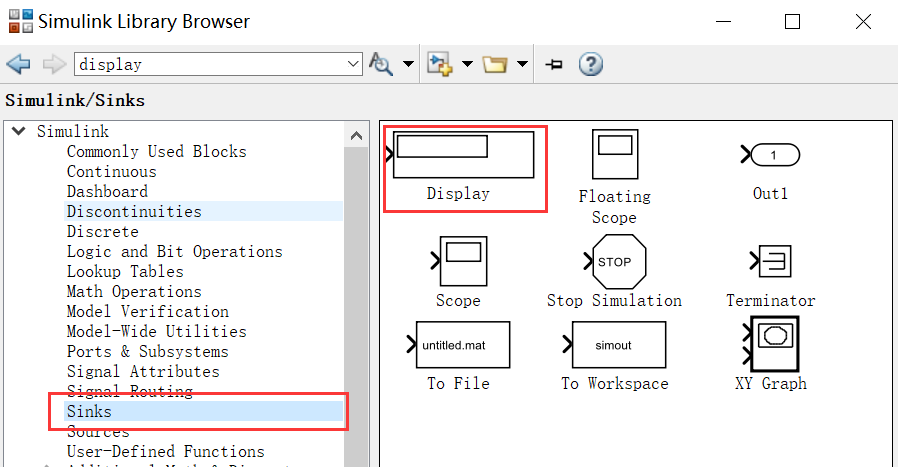 Simulink Library Browser
display
Simulink/Sinks
Simulink
Commonly Used Blocks
Continuous
Dashboard
Discontinuities
Discrete
Logic and Bit Operations
Lookup Tables
Math Operations
Model Verification
Model-Wide Utilities
Ports & Subsystems
Signal Attributes
Signal Routing
Sinks
Sources
User-Defined Functions
Display
Floating
Scope
1
Out1
Scope
STOP
Stop Simulation
Terminator
untitled.mat
To File
simout
To Workspace
XY Graph